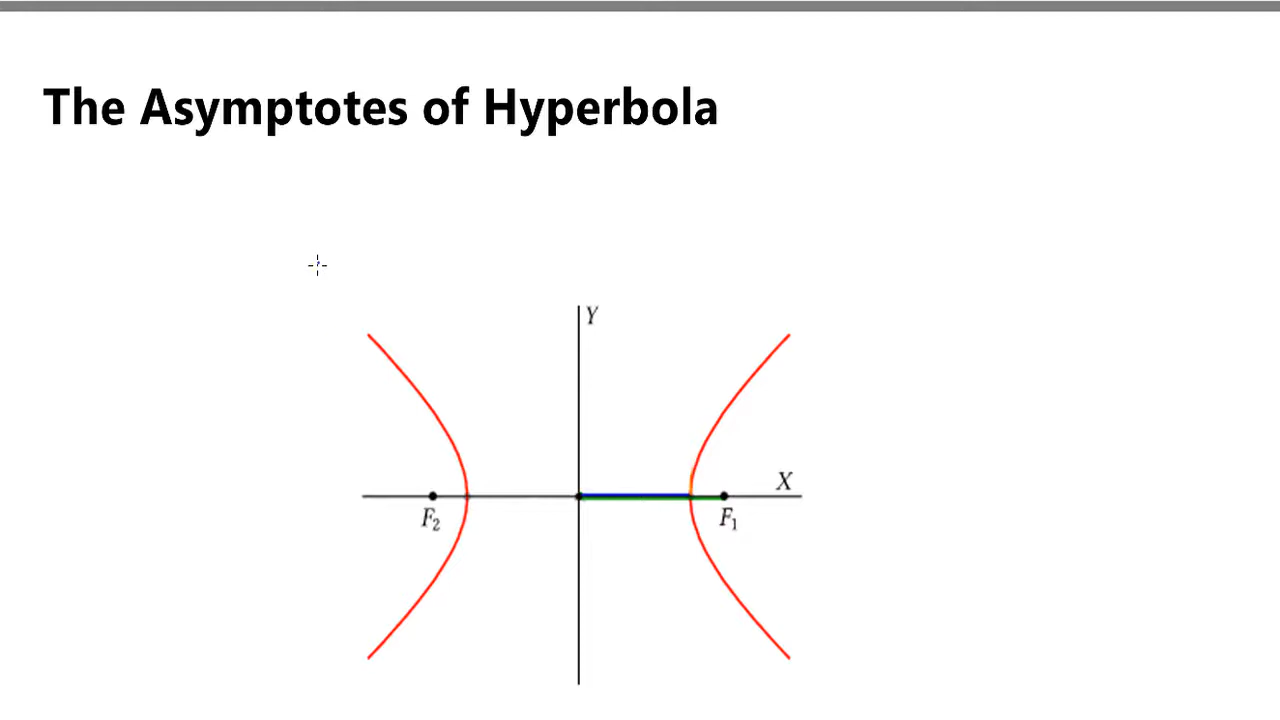 The Asymptotes of Hyperbola
Y
X
F₂
F₁